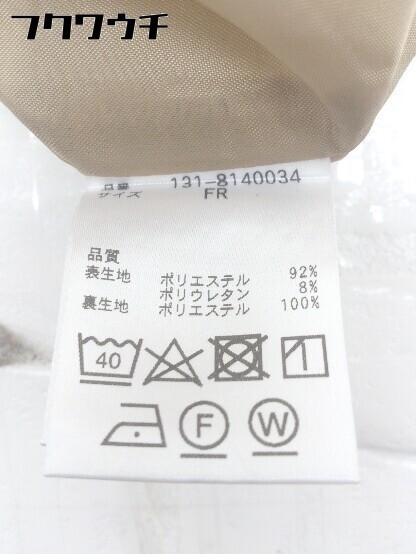 フクワウチ
品番 131-8140034
サイズ FR
品質
表生地 ポリエステル 92%
ポリウレタン 8%
裏生地 ポリエステル 100%
40
F W